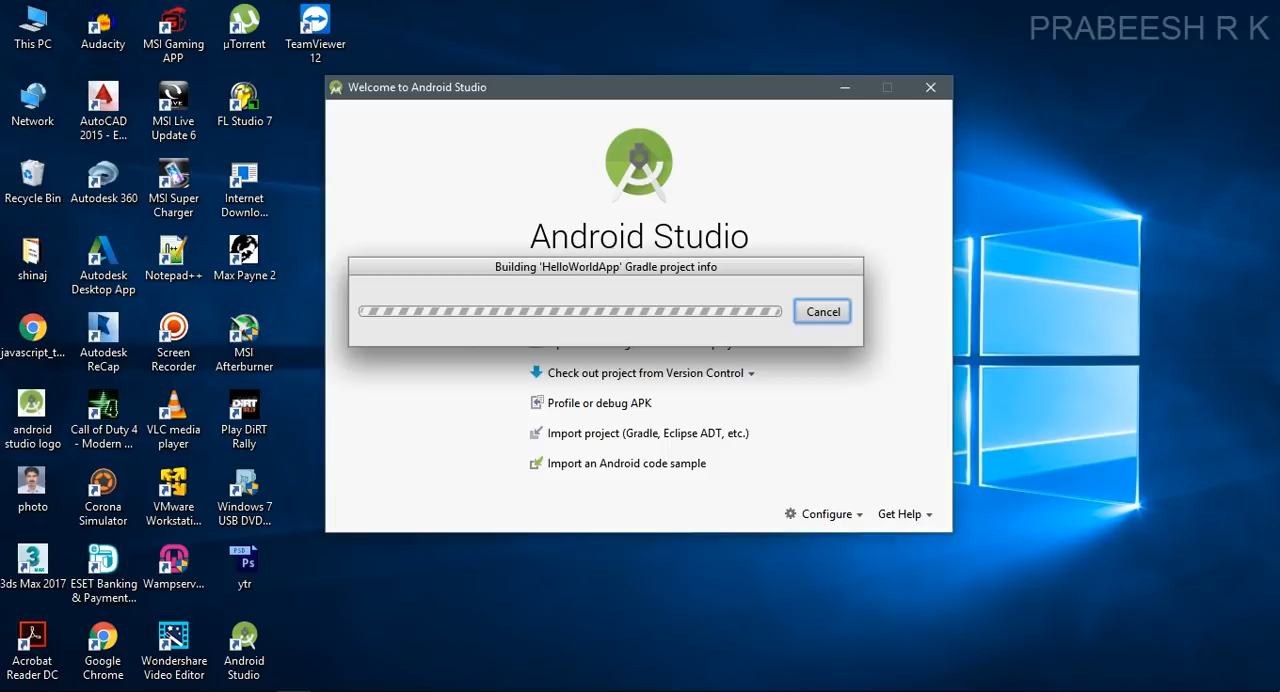 PRABEESH R K
This PC
Audacity
MSI Gaming
APP
µTorrent
TeamViewer
12
Network
AutoCAD
2015 - E...
MSI Live
Update 6
FL Studio 7
Recycle Bin
Autodesk 360
MSI Super
Charger
Internet
Downlo...
shinaj
Autodesk
Desktop App
Notepad++
Max Payne 2
javascript_t...
Autodesk
ReCap
Screen
Recorder
MSI
Afterburner
android
studio logo
Call of Duty 4
- Modern ...
VLC media
player
Play DiRT
Rally
photo
Corona
Simulator
VMware
Workstati...
Windows 7
USB DVD...
3ds Max 2017
ESET Banking
& Payment...
Wampserv...
ytr
Acrobat
Reader DC
Google
Chrome
Wondershare
Video Editor
Android
Studio
Welcome to Android Studio
Android Studio
Building 'HelloWorldApp' Gradle project info
Cancel
Check out project from Version Control
Profile or debug APK
Import project (Gradle, Eclipse ADT, etc.)
Import an Android code sample
Configure
Get Help